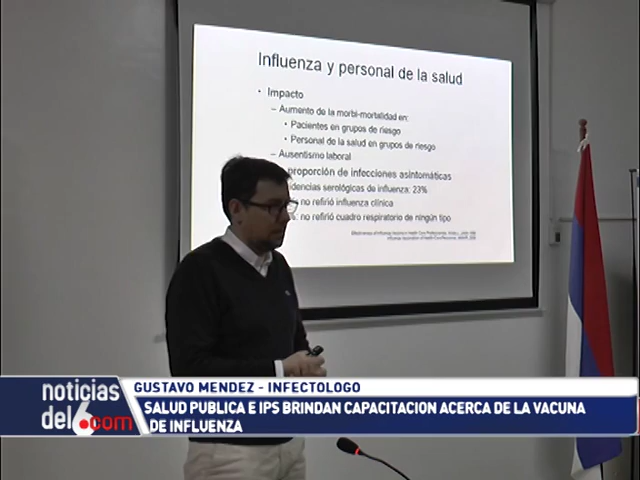 Influenza y personal de la salud
• Impacto
– Aumento de la morbi-mortalidad en:
• Pacientes en grupos de riesgo
• Personal de la salud en grupos de riesgo
– Ausentismo laboral
proporción de infecciones asintomáticas
idencias serológicas de influenza: 23%
%: no refirió influenza clínica
%: no refirió cuadro respiratorio de ningún tipo
noticias
del6.com
GUSTAVO MENDEZ - INFECTOLOGO
SALUD PUBLICA E IPS BRINDAN CAPACITACION ACERCA DE LA VACUNA
DE INFLUENZA